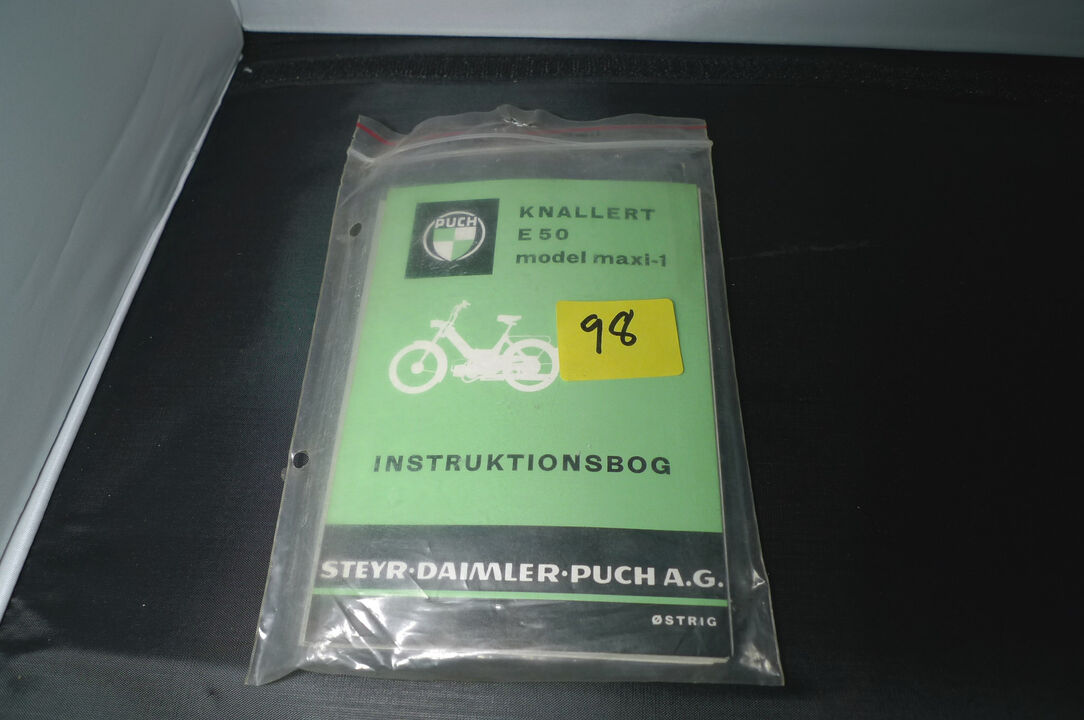 PUCH
KNALLERT
E 50
model maxi-1
98
INSTRUKTIONSBOG
STEYR·DAIMLER·PUCH A.G.
ØSTRIG